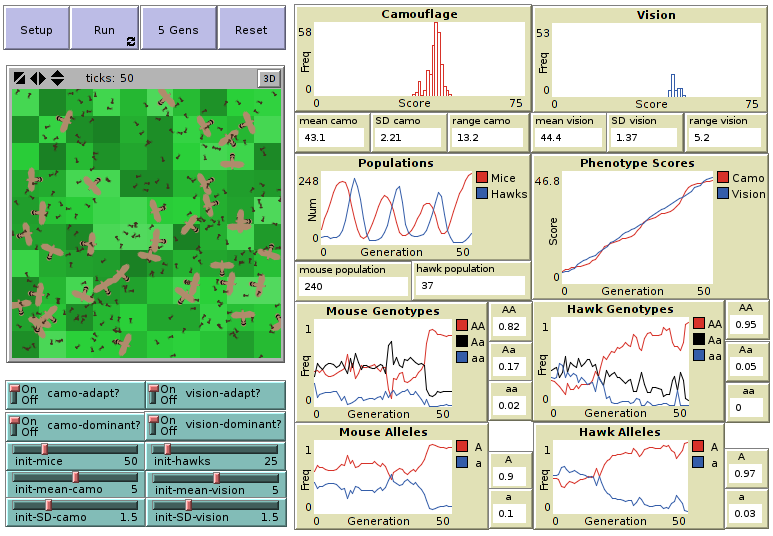 Setup
Run
5 Gens
Reset
ticks: 50
3D
On
Off
camo-adapt?
On
Off
vision-adapt?
On
Off
camo-dominant?
On
Off
vision-dominant?
init-mice 50
init-hawks 25
init-mean-camo 5
init-mean-vision 5
init-SD-camo 1.5
init-SD-vision 1.5
Camouflage
58
Freq
0
0 Score 75
Vision
53
Freq
0
0 Score 75
mean camo
43.1
SD camo
2.21
range camo
13.2
mean vision
44.4
SD vision
1.37
range vision
5.2
Populations
248
Num
0
0 Generation 50
Mice
Hawks
Phenotype Scores
46.8
Score
0
0 Generation 50
Camo
Vision
mouse population
240
hawk population
37
Mouse Genotypes
1
Freq
0
0 Generation 50
AA
Aa
aa
AA
0.82
Aa
0.17
aa
0.02
Hawk Genotypes
1
Freq
0
0 Generation 50
AA
Aa
aa
AA
0.95
Aa
0.05
aa
0
Mouse Alleles
1
Freq
0
0 Generation 50
A
a
A
0.9
a
0.1
Hawk Alleles
1
Freq
0
0 Generation 50
A
a
A
0.97
a
0.03